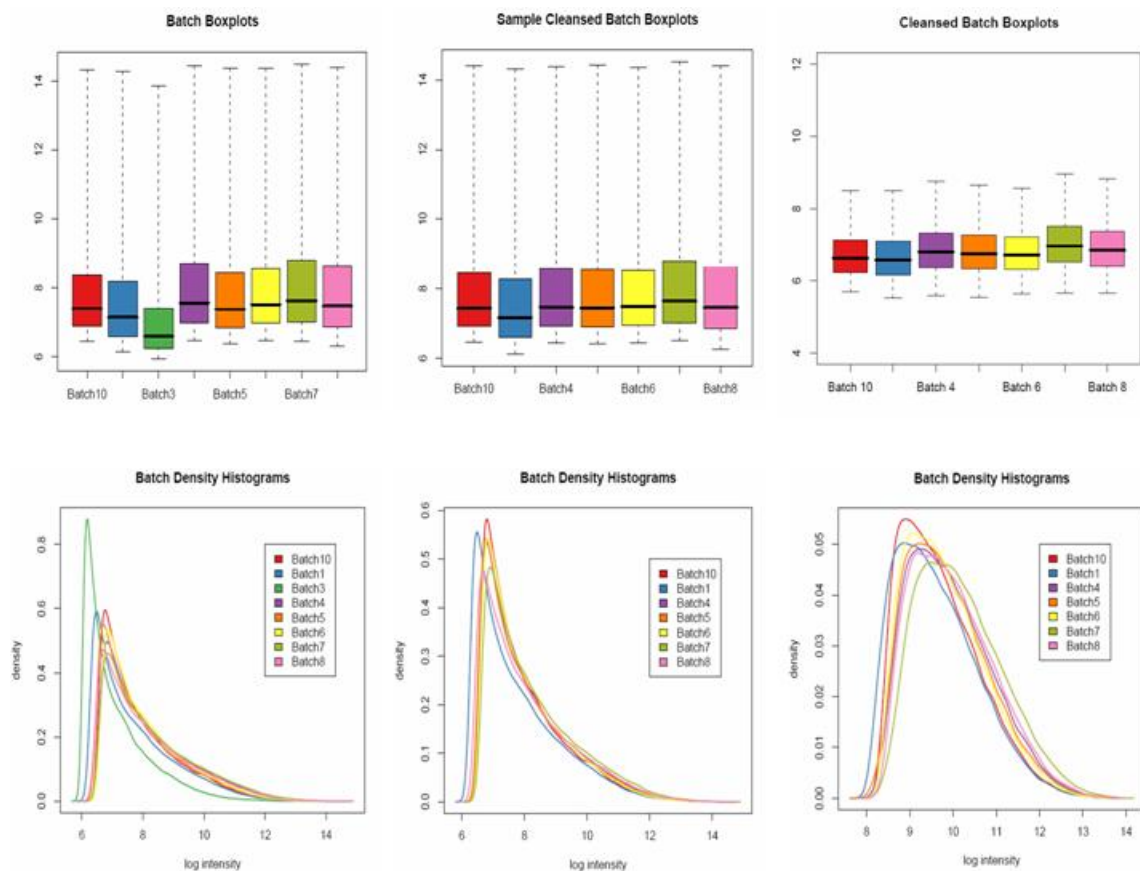 Batch Boxplots
14
12
10
8
6
Batch10 Batch3 Batch5 Batch7
Sample Cleansed Batch Boxplots
14
12
10
8
6
Batch10 Batch4 Batch6 Batch8
Cleansed Batch Boxplots
12
10
8
6
4
Batch 10 Batch 4 Batch 6 Batch 8
Batch Density Histograms
density
0.8
0.6
0.4
0.2
0.0
Batch10
Batch1
Batch3
Batch4
Batch5
Batch6
Batch7
Batch8
6 8 10 12 14
log intensity
Batch Density Histograms
density
0.6
0.5
0.4
0.3
0.2
0.1
0.0
Batch10
Batch1
Batch4
Batch5
Batch6
Batch7
Batch8
6 8 10 12 14
log intensity
Batch Density Histograms
density
0.05
0.04
0.03
0.02
0.01
0.00
Batch10
Batch1
Batch4
Batch5
Batch6
Batch7
Batch8
8 9 10 11 12 13 14
log intensity